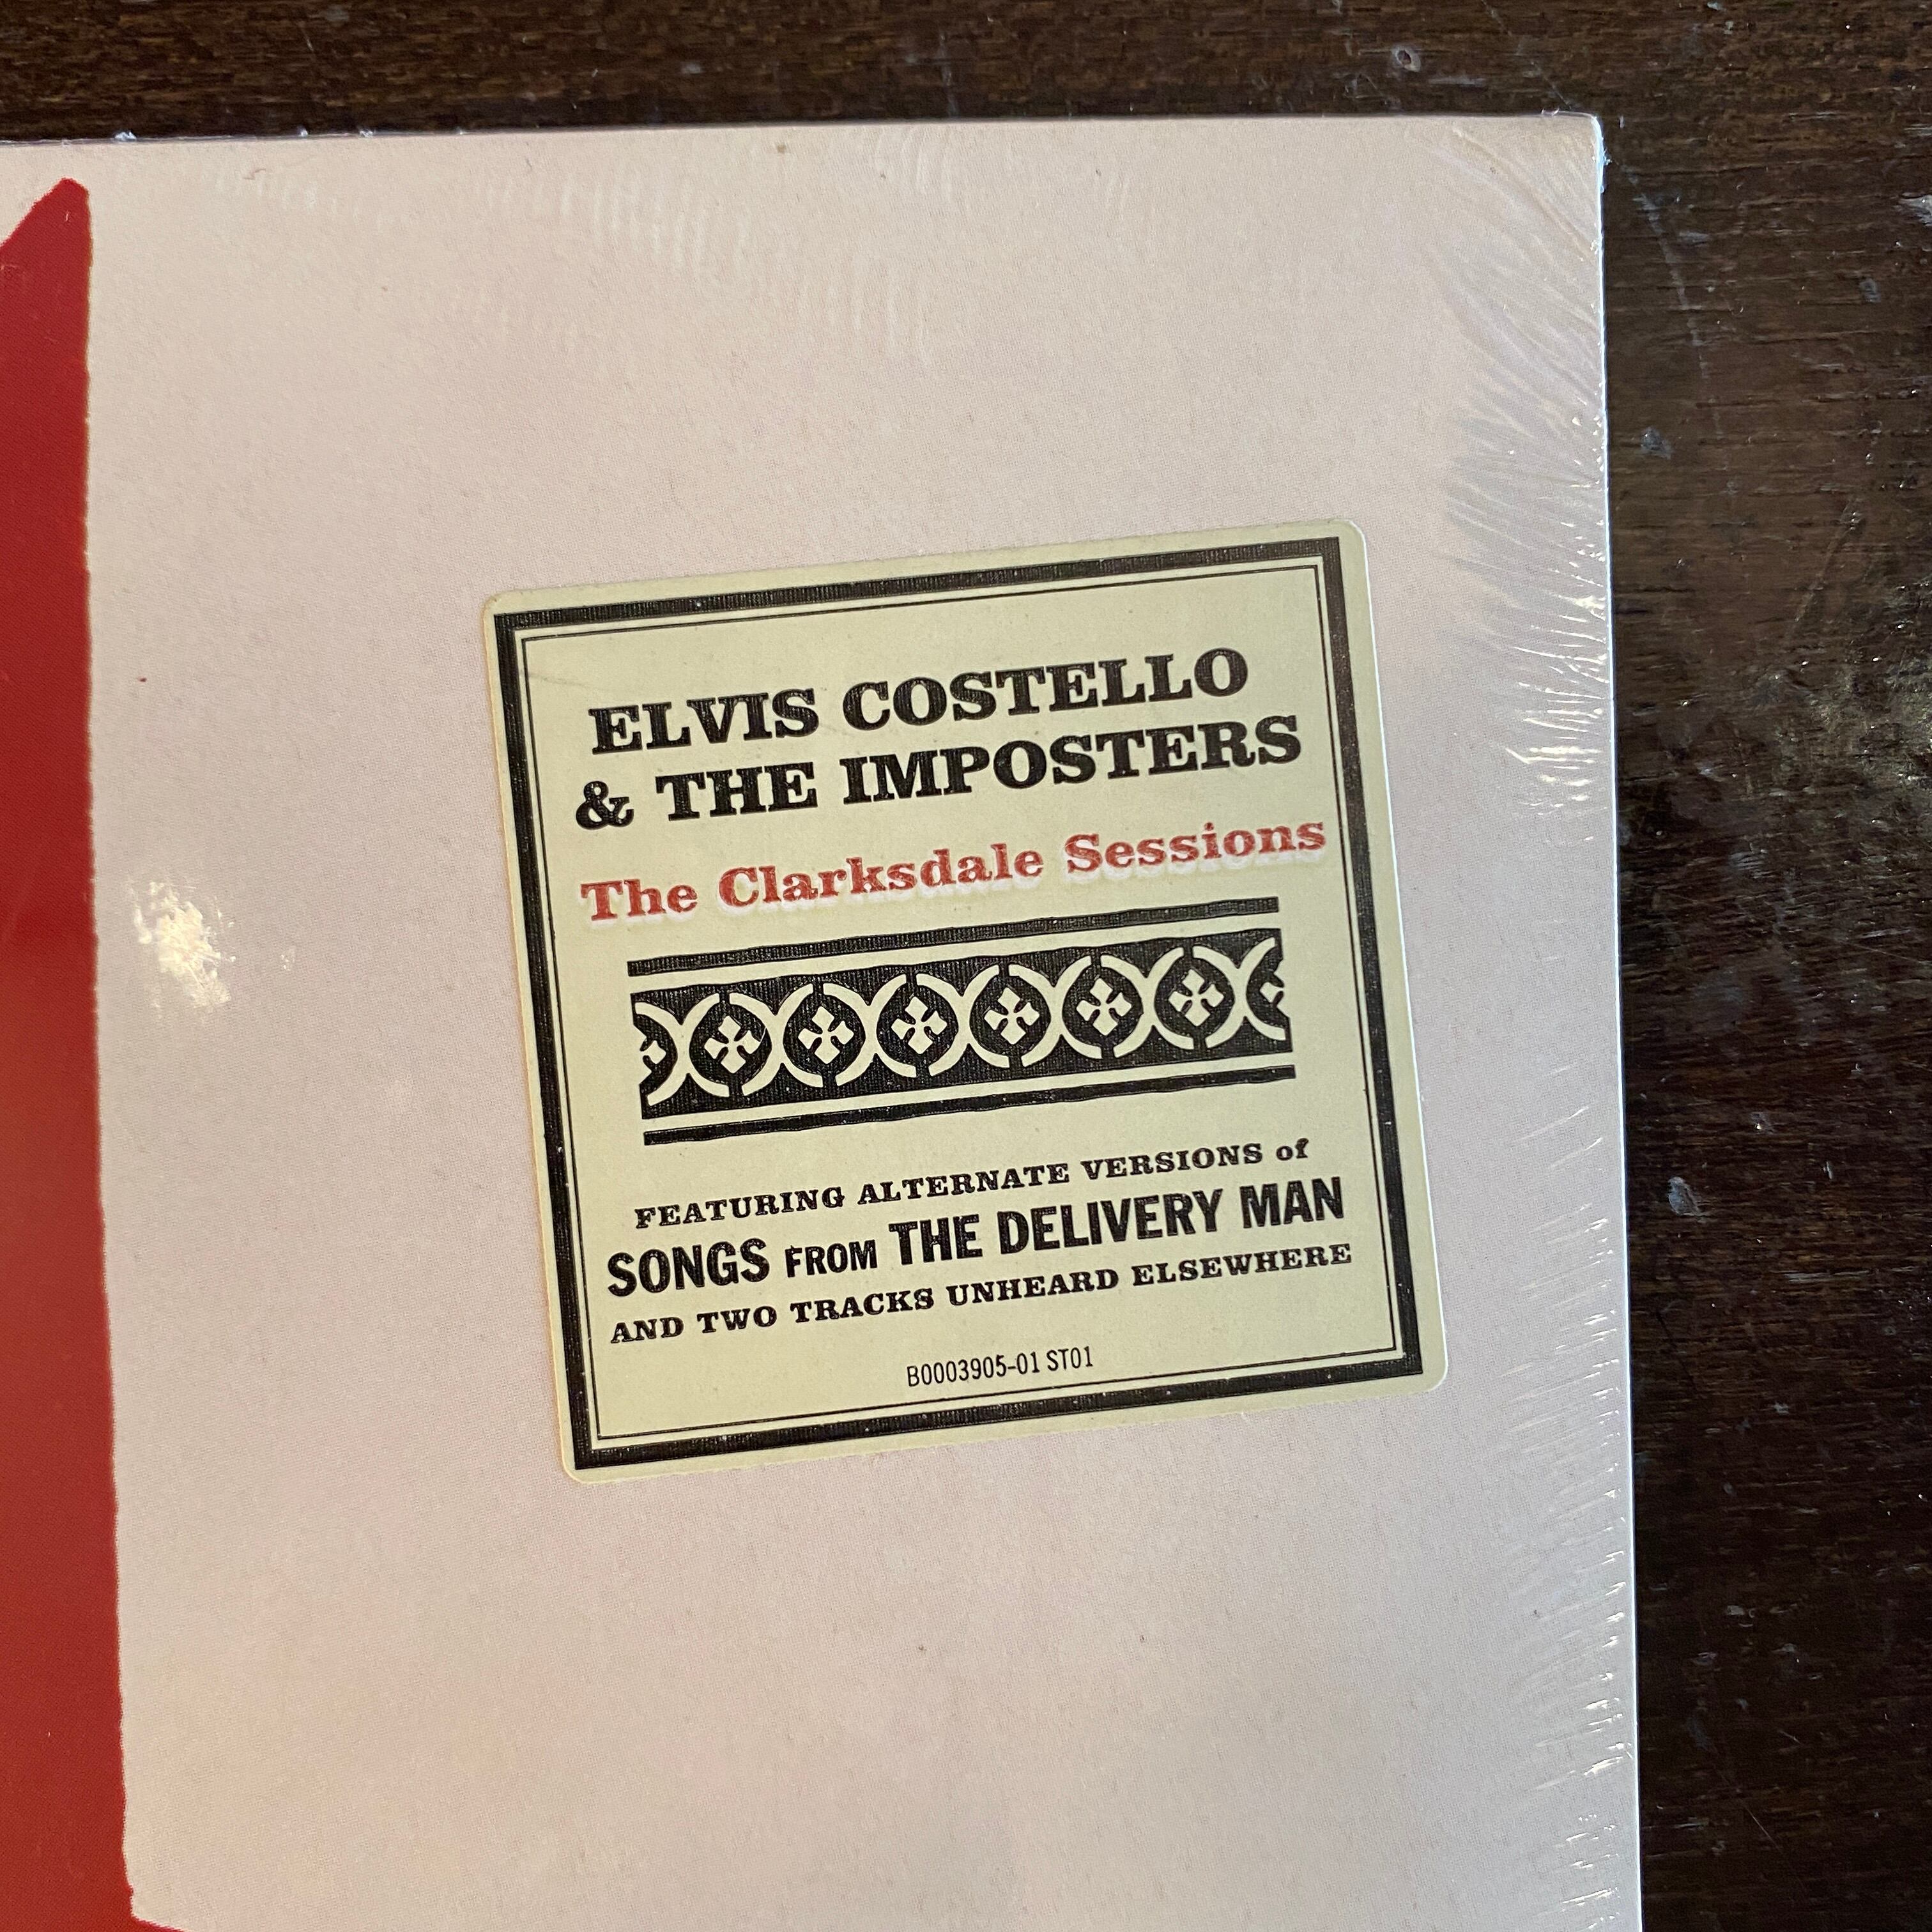 ELVIS COSTELLO
& THE IMPOSTERS
The Clarksdale Sessions
FEATURING ALTERNATE VERSIONS of
SONGS FROM THE DELIVERY MAN
AND TWO TRACKS UNHEARD ELSEWHERE
B0003905-01 ST01